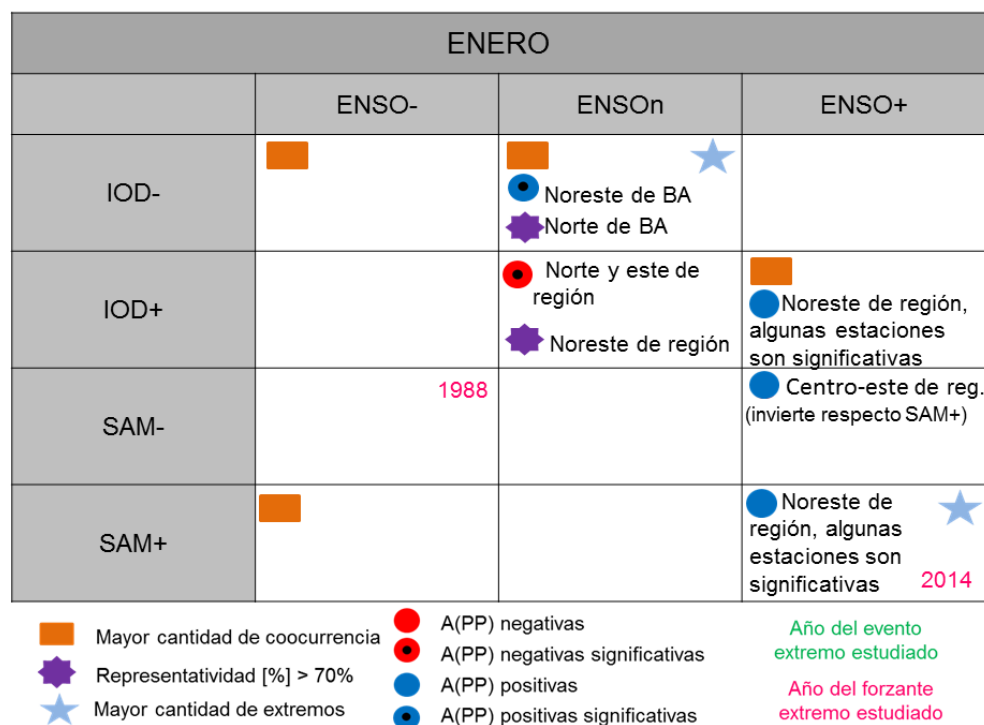 ENERO
ENSO-
ENSOn
ENSO+
IOD-
Noreste de BA
Norte de BA
IOD+
Norte y este de
región
Noreste de región
Noreste de región,
algunas estaciones
son significativas
SAM-
1988
Centro-este de reg.
(invierte respecto SAM+)
SAM+
Noreste de
región, algunas
estaciones son
significativas
2014
Mayor cantidad de coocurrencia
Representatividad [%] > 70%
Mayor cantidad de extremos
A(PP) negativas
A(PP) negativas significativas
A(PP) positivas
A(PP) positivas significativas
Año del evento
extremo estudiado
Año del forzante
extremo estudiado